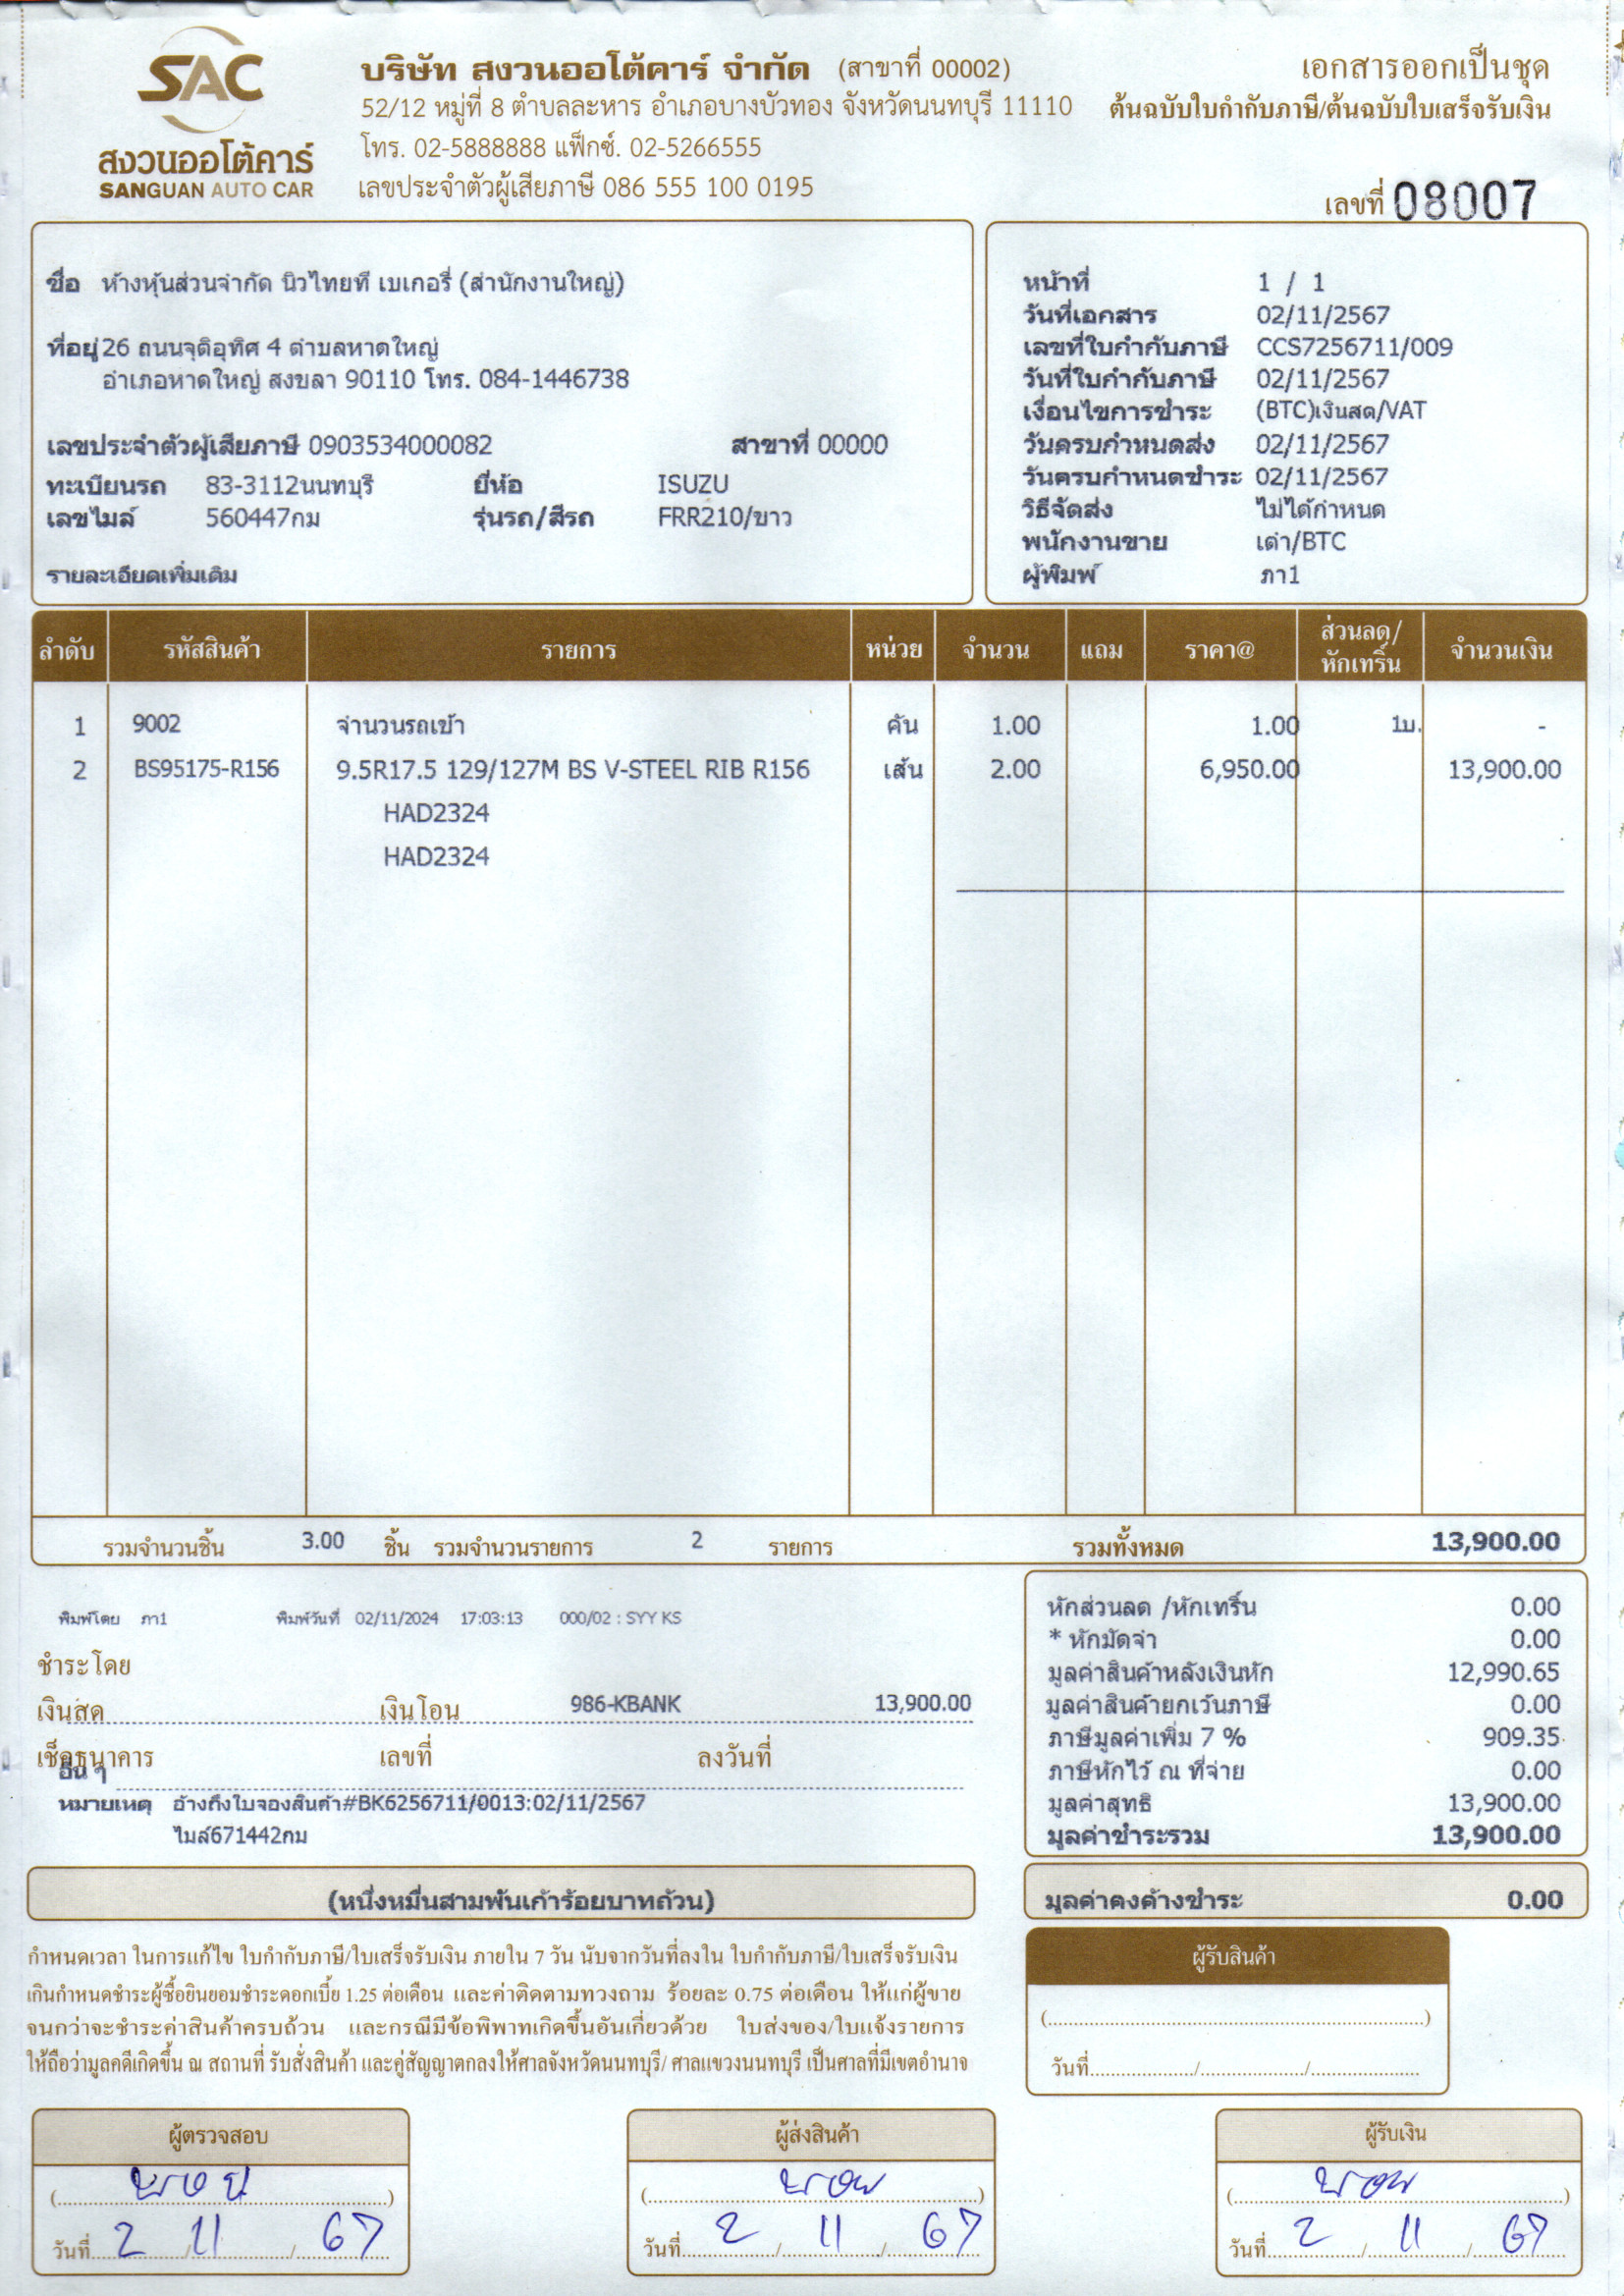 SAC
สงวนออโต้คาร์
SANGUAN AUTO CAR
บริษัท สงวนออโต้คาร์ จำกัด (สาขาที่ 00002)
52/12 หมู่ที่ 8 ตำบลละหาร อำเภอบางบัวทอง จังหวัดนนทบุรี 11110
โทร. 02-5888888 แฟ็กซ์. 02-5266555
เลขประจำตัวผู้เสียภาษี 086 555 100 0195
เอกสารออกเป็นชุด
ต้นฉบับใบกำกับภาษี/ต้นฉบับใบเสร็จรับเงิน
เลขที่ 08007
ชื่อ ห้างหุ้นส่วนจำกัด นิวไทยที เบเกอรี่ (สำนักงานใหญ่)
ที่อยู่ 26 ถนนจุติอุทิศ 4 ตำบลหาดใหญ่
อำเภอหาดใหญ่ สงขลา 90110 โทร. 084-1446738
เลขประจำตัวผู้เสียภาษี 0903534000082 สาขาที่ 00000
ทะเบียนรถ 83-3112นนทบุรี ยี่ห้อ ISUZU
เลขไมล์ 560447กม รุ่นรถ/สีรถ FRR210/ขาว
รายละเอียดเพิ่มเติม
หน้าที่ 1 / 1
วันที่เอกสาร 02/11/2567
เลขที่ใบกำกับภาษี CCS7256711/009
วันที่ใบกำกับภาษี 02/11/2567
เงื่อนไขการชำระ (BTC)เงินสด/VAT
วันครบกำหนดส่ง 02/11/2567
วันครบกำหนดชำระ 02/11/2567
วิธีจัดส่ง ไม่ได้กำหนด
พนักงานขาย เต่า/BTC
ผู้พิมพ์ ภา1
ลำดับ รหัสสินค้า รายการ หน่วย จำนวน แถม ราคา@ ส่วนลด/หักเทริ์น จำนวนเงิน
1 9002 จำนวนรถเข้า คัน 1.00 1.00 1บ. -
2 BS95175-R156 9.5R17.5 129/127M BS V-STEEL RIB R156 เส้น 2.00 6,950.00 13,900.00
HAD2324
HAD2324
รวมจำนวนชิ้น 3.00 ชิ้น รวมจำนวนรายการ 2 รายการ รวมทั้งหมด 13,900.00
พิมพ์โดย ภา1 พิมพ์วันที่ 02/11/2024 17:03:13 000/02 : SYY KS
ชำระโดย
เงินสด เงินโอน 986-KBANK 13,900.00
เช็คธนาคาร เลขที่ ลงวันที่
อื่น ๆ
หมายเหตุ อ้างถึงใบจองสินค้า#BK6256711/0013:02/11/2567
ไมล์671442กม
หักส่วนลด /หักเทริ์น 0.00
* หักมัดจำ 0.00
มูลค่าสินค้าหลังเงินหัก 12,990.65
มูลค่าสินค้ายกเว้นภาษี 0.00
ภาษีมูลค่าเพิ่ม 7 % 909.35
ภาษีหักไว้ ณ ที่จ่าย 0.00
มูลค่าสุทธิ 13,900.00
มูลค่าชำระรวม 13,900.00
(หนึ่งหมื่นสามพันเก้าร้อยบาทถ้วน)
มูลค่าคงค้างชำระ 0.00
กำหนดเวลา ในการแก้ไข ใบกำกับภาษี/ใบเสร็จรับเงิน ภายใน 7 วัน นับจากวันที่ลงใน ใบกำกับภาษี/ใบเสร็จรับเงิน
เกินกำหนดชำระผู้ซื้อยินยอมชำระดอกเบี้ย 1.25 ต่อเดือน และค่าติดตามทวงถาม ร้อยละ 0.75 ต่อเดือน ให้แก่ผู้ขาย
จนกว่าจะชำระค่าสินค้าครบถ้วน และกรณีมีข้อพิพาทเกิดขึ้นอันเกี่ยวด้วย ใบส่งของ/ใบแจ้งรายการ
ให้ถือว่ามูลคดีเกิดขึ้น ณ สถานที่ รับสั่งสินค้า และคู่สัญญาตกลงให้ศาลจังหวัดนนทบุรี/ ศาลแขวงนนทบุรี เป็นศาลที่มีเขตอำนาจ
ผู้รับสินค้า
(....................)
วันที่........../........../..........
ผู้ตรวจสอบ
วันที่ 2 / 11 / 67
ผู้ส่งสินค้า
วันที่ 2 / 11 / 67
ผู้รับเงิน
วันที่ 2 / 11 / 67